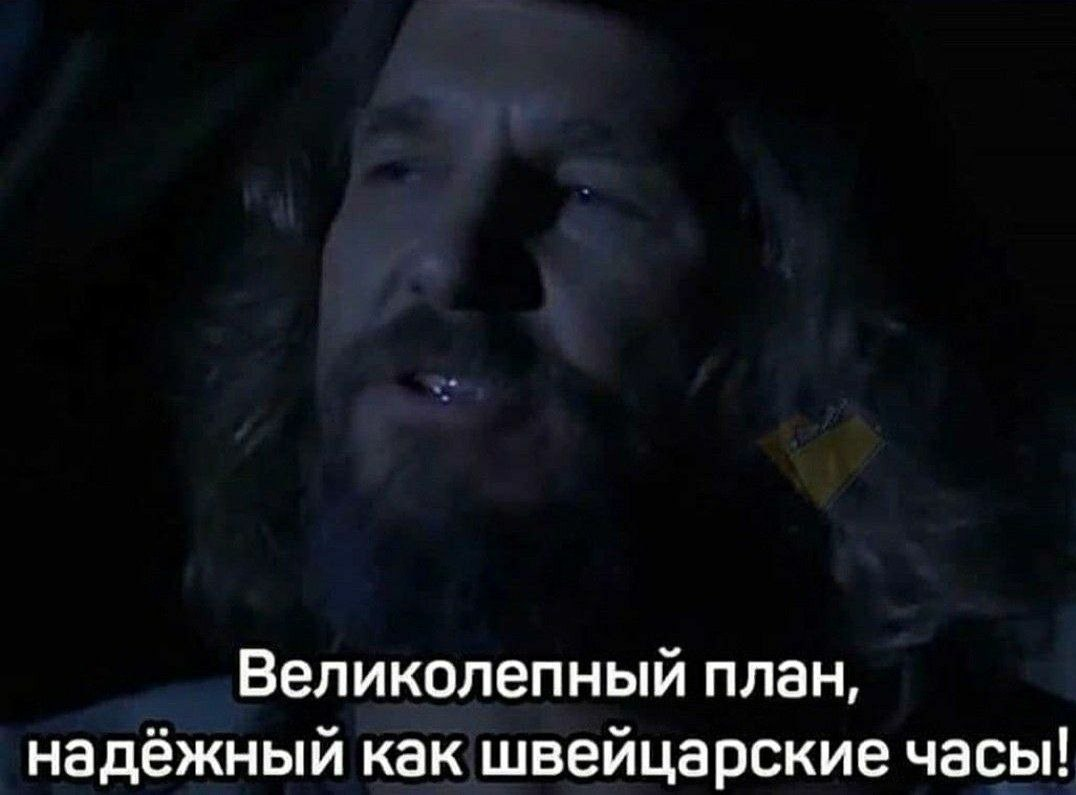 Великолепный план,
надёжный как швейцарские часы!